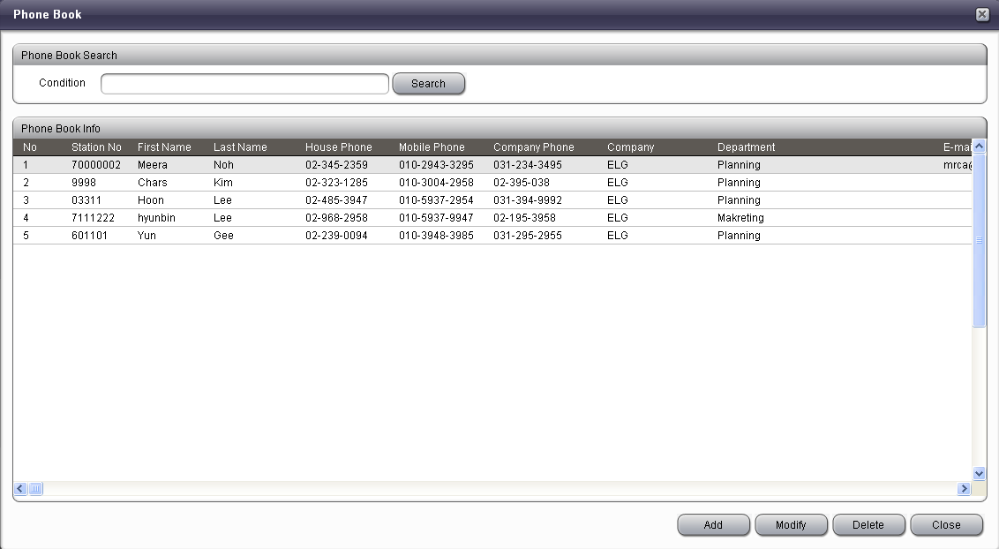 Phone Book
Phone Book Search
Condition Search
Phone Book Info
No Station No First Name Last Name House Phone Mobile Phone Company Phone Company Department E-mai
1 70000002 Meera Noh 02-345-2359 010-2943-3295 031-234-3495 ELG Planning mrca@
2 9998 Chars Kim 02-323-1285 010-3004-2958 02-395-038 ELG Planning
3 03311 Hoon Lee 02-485-3947 010-5937-2954 031-394-9992 ELG Planning
4 7111222 hyunbin Lee 02-968-2958 010-5937-9947 02-195-3958 ELG Makreting
5 601101 Yun Gee 02-239-0094 010-3948-3985 031-295-2955 ELG Planning
Add Modify Delete Close